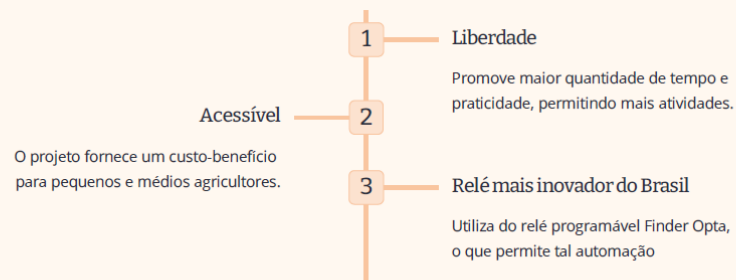 1
Liberdade
Promove maior quantidade de tempo e
praticidade, permitindo mais atividades.
Acessível
2
O projeto fornece um custo-benefício
para pequenos e médios agricultores.
3
Relé mais inovador do Brasil
Utiliza do relé programável Finder Opta,
o que permite tal automação